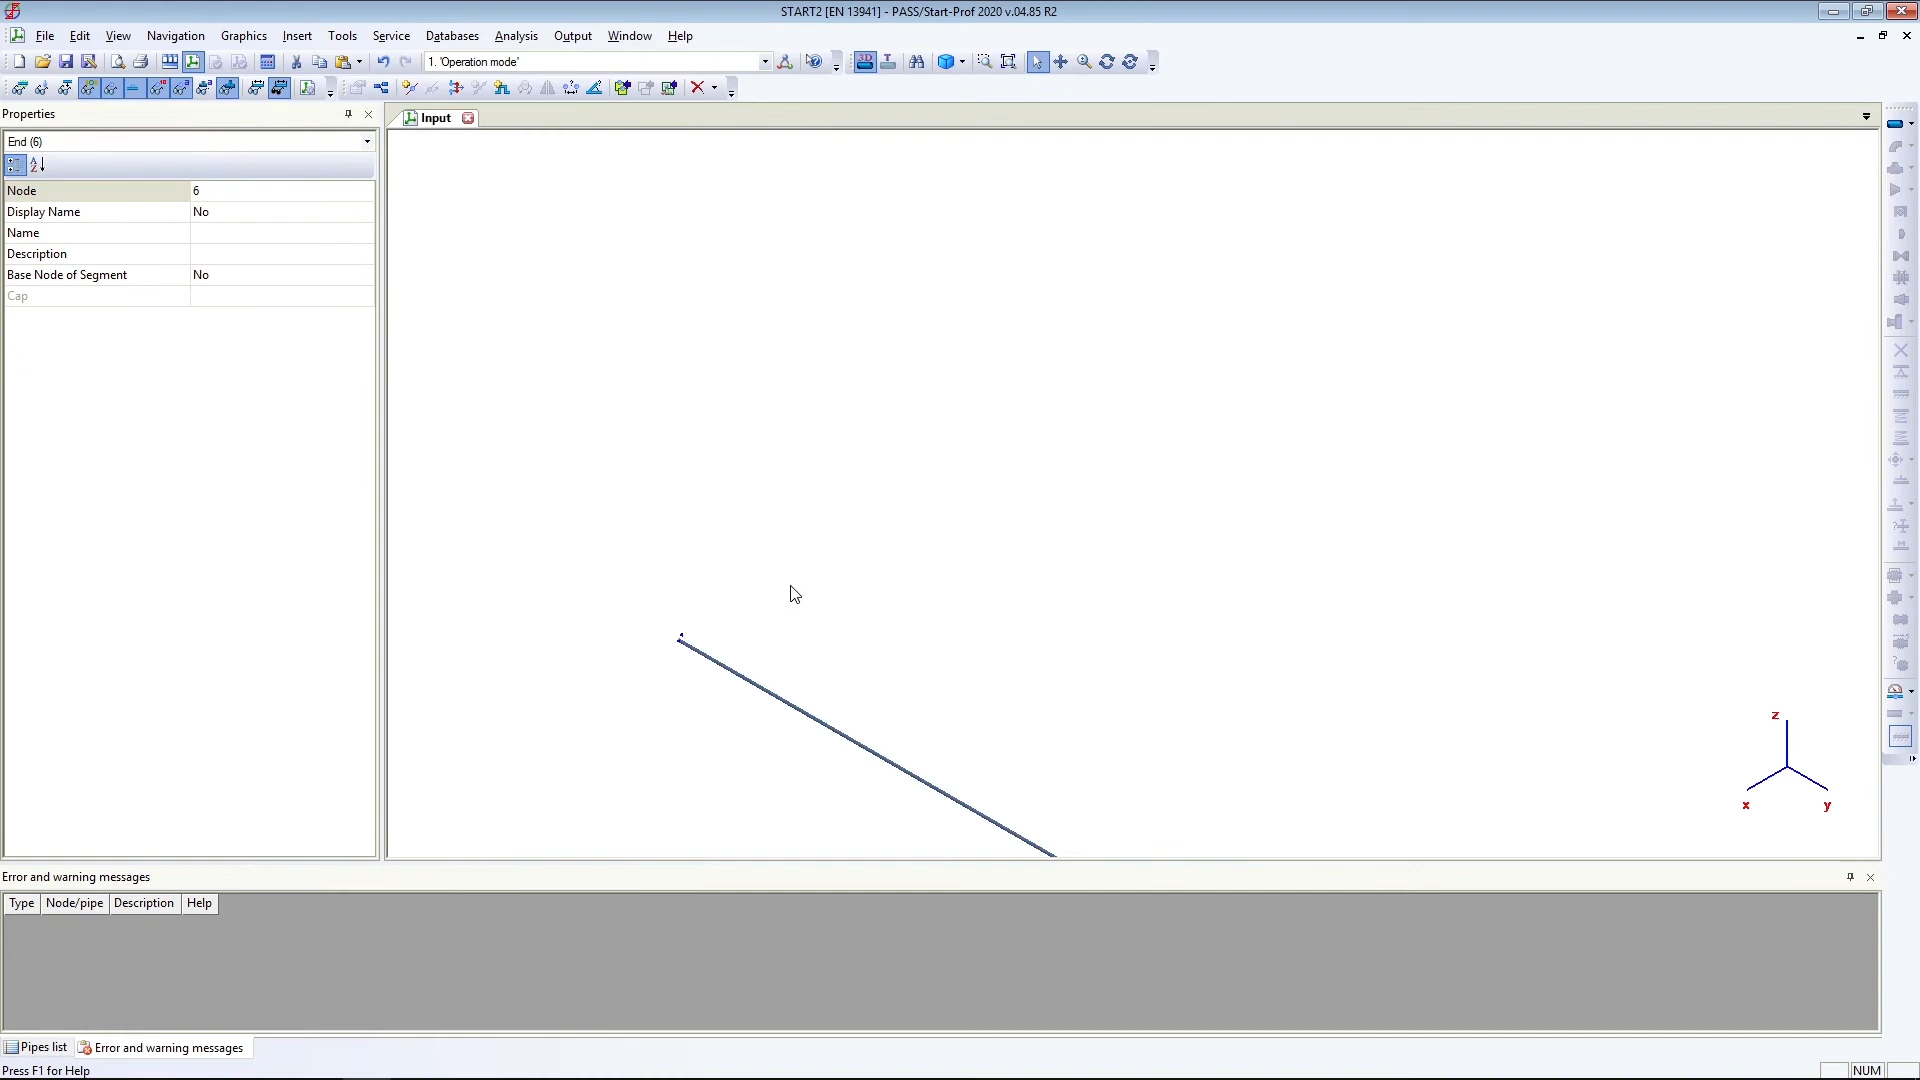 START2 [EN 13941] - PASS/Start-Prof 2020 v.04.85 R2
File Edit View Navigation Graphics Insert Tools Service Databases Analysis Output Window Help
1. 'Operation mode'
3D
Properties
Input
End (6)
Node 6
Display Name No
Name
Description
Base Node of Segment No
Cap
z
x y
Error and warning messages
Type Node/pipe Description Help
Pipes list Error and warning messages
Press F1 for Help
NUM